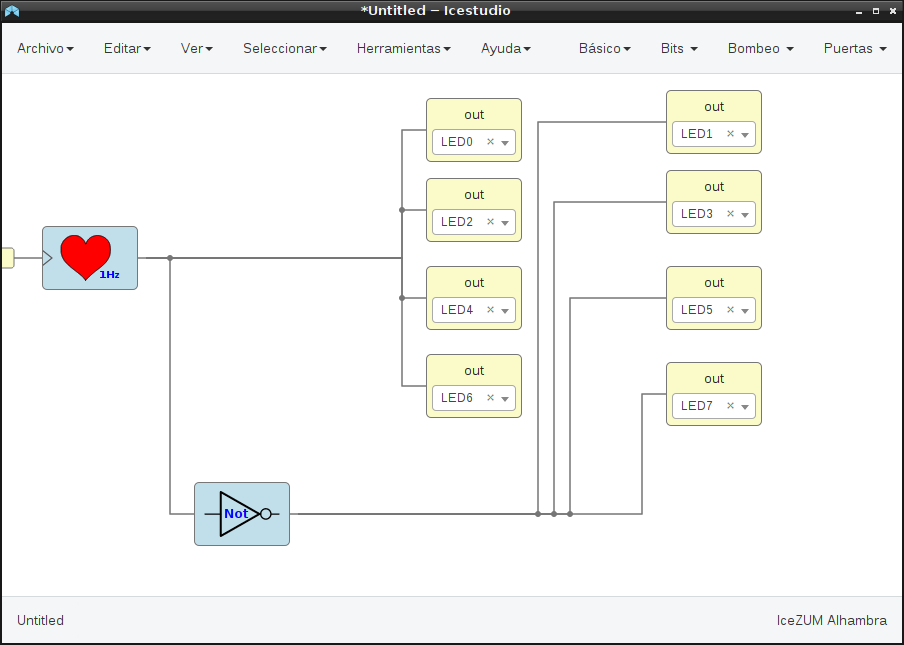 *Untitled – Icestudio
Archivo Editar Ver Seleccionar Herramientas Ayuda Básico Bits Bombeo Puertas
out
LED0 ×
out
LED2 ×
out
LED4 ×
out
LED6 ×
out
LED1 ×
out
LED3 ×
out
LED5 ×
out
LED7 ×
1Hz
Not
Untitled
IceZUM Alhambra